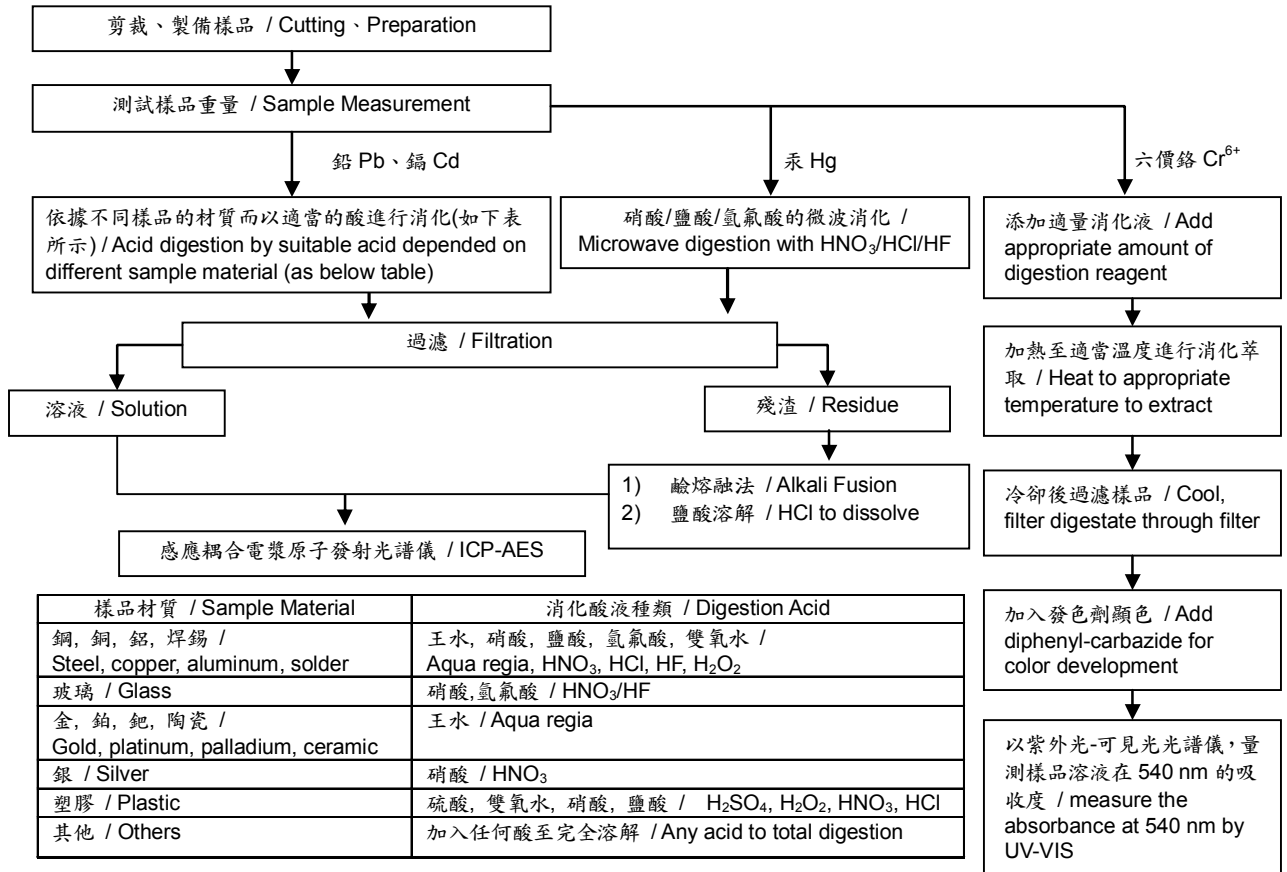 剪裁、製備樣品 / Cutting、Preparation
測試樣品重量 / Sample Measurement
鉛 Pb、鎘 Cd
汞 Hg
六價鉻 Cr⁶⁺
依據不同樣品的材質而以適當的酸進行消化(如下表
所示) / Acid digestion by suitable acid depended on
different sample material (as below table)
硝酸/鹽酸/氫氟酸的微波消化 /
Microwave digestion with HNO₃/HCl/HF
添加適量消化液 / Add
appropriate amount of
digestion reagent
過濾 / Filtration
加熱至適當溫度進行消化萃
取 / Heat to appropriate
temperature to extract
溶液 / Solution
殘渣 / Residue
1) 鹼熔融法 / Alkali Fusion
2) 鹽酸溶解 / HCl to dissolve
冷卻後過濾樣品 / Cool,
filter digestate through filter
感應耦合電漿原子發射光譜儀 / ICP-AES
加入發色劑顯色 / Add
diphenyl-carbazide for
color development
以紫外光-可見光光譜儀,量
測樣品溶液在 540 nm 的吸
收度 / measure the
absorbance at 540 nm by
UV-VIS
樣品材質 / Sample Material
消化酸液種類 / Digestion Acid
鋼, 銅, 鋁, 焊錫 /
Steel, copper, aluminum, solder
王水, 硝酸, 鹽酸, 氫氟酸, 雙氧水 /
Aqua regia, HNO₃, HCl, HF, H₂O₂
玻璃 / Glass
硝酸,氫氟酸 / HNO₃/HF
金, 鉑, 鈀, 陶瓷 /
Gold, platinum, palladium, ceramic
王水 / Aqua regia
銀 / Silver
硝酸 / HNO₃
塑膠 / Plastic
硫酸, 雙氧水, 硝酸, 鹽酸 / H₂SO₄, H₂O₂, HNO₃, HCl
其他 / Others
加入任何酸至完全溶解 / Any acid to total digestion